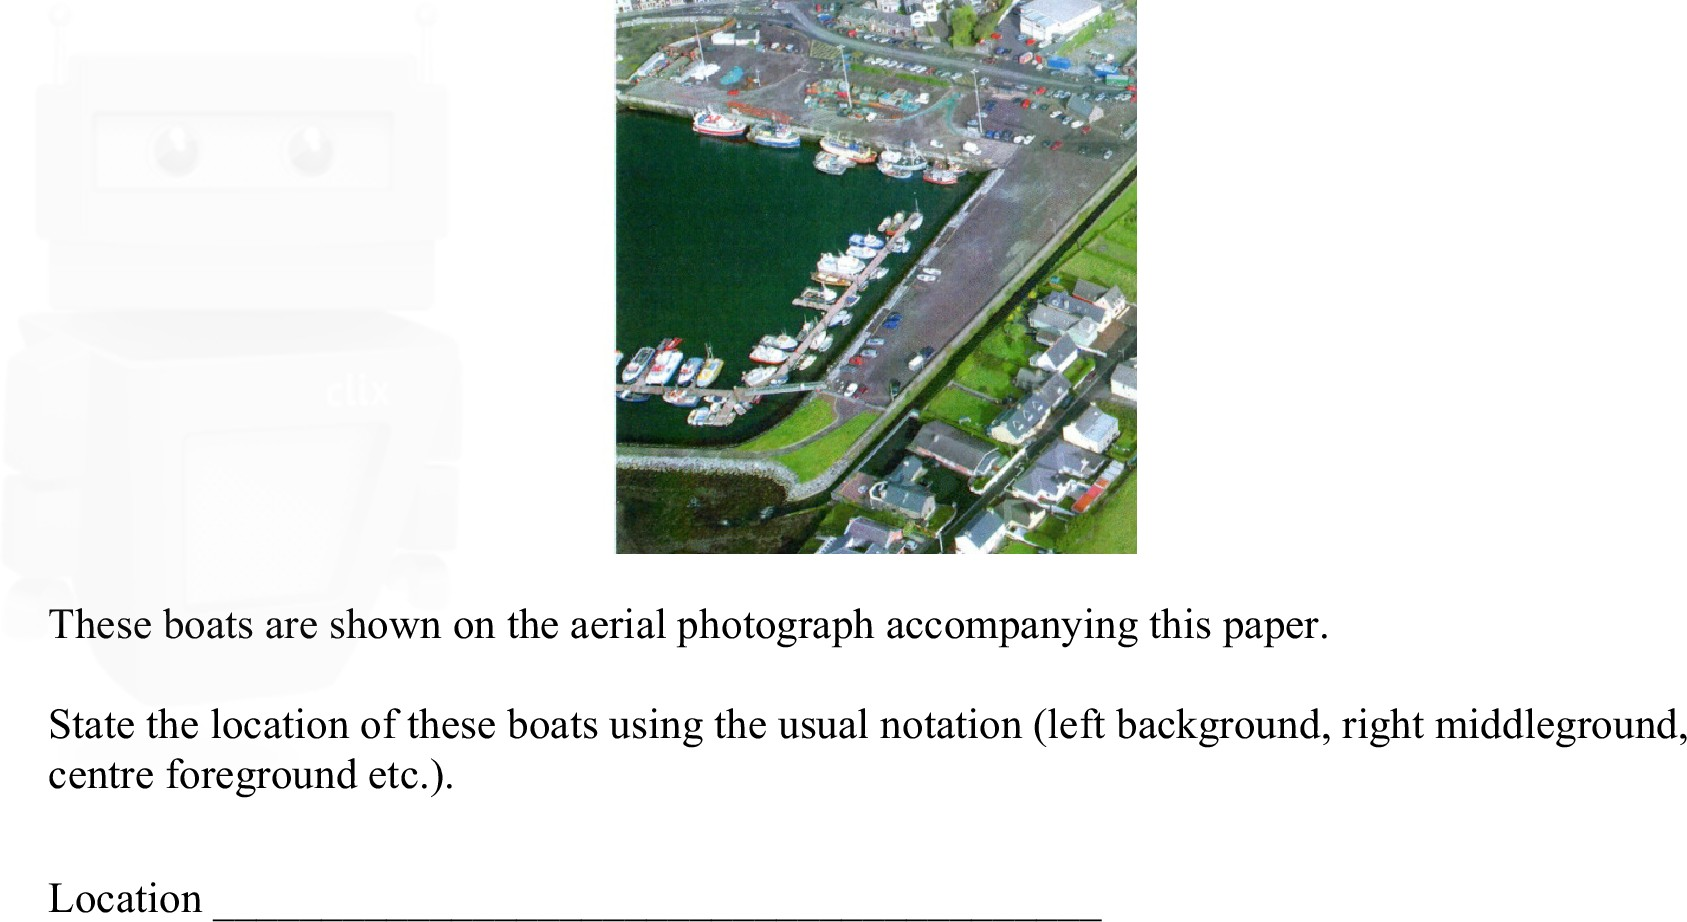 clix
These boats are shown on the aerial photograph accompanying this paper.
State the location of these boats using the usual notation (left background, right middleground,
centre foreground etc.).
Location